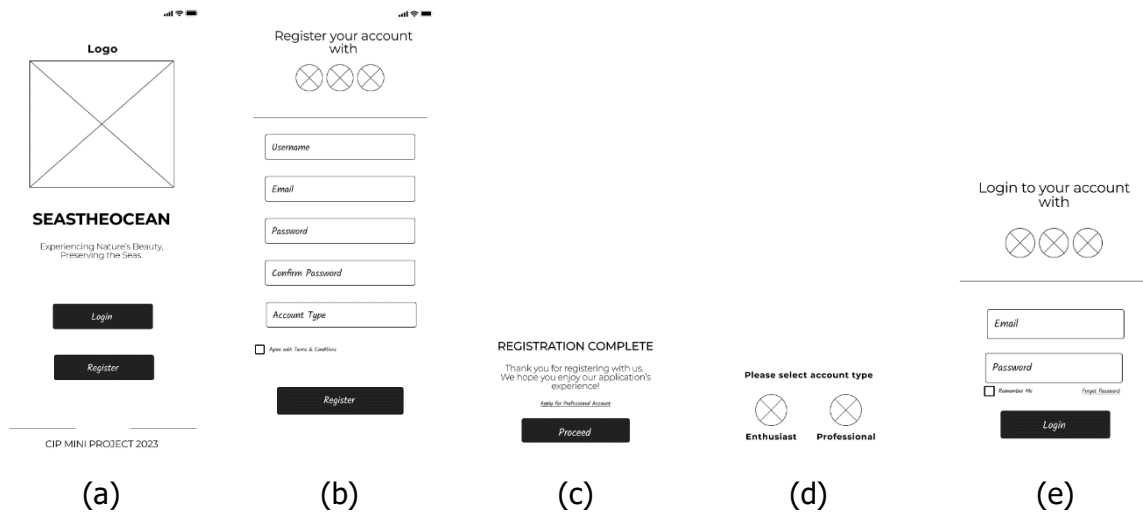 Logo
SEASTHEOCEAN
Experiencing Nature's Beauty,
Preserving the Seas.
Login
Register
CIP MINI PROJECT 2023
(a)
Register your account
with
Username
Email
Password
Confirm Password
Account Type
Agree with Terms & Conditions
Register
(b)
REGISTRATION COMPLETE
Thank you for registering with us.
We hope you enjoy our application's
experience!
Apply for Professional Account
Proceed
(c)
Please select account type
Enthusiast Professional
(d)
Login to your account
with
Email
Password
Remember Me Forgot Password
Login
(e)